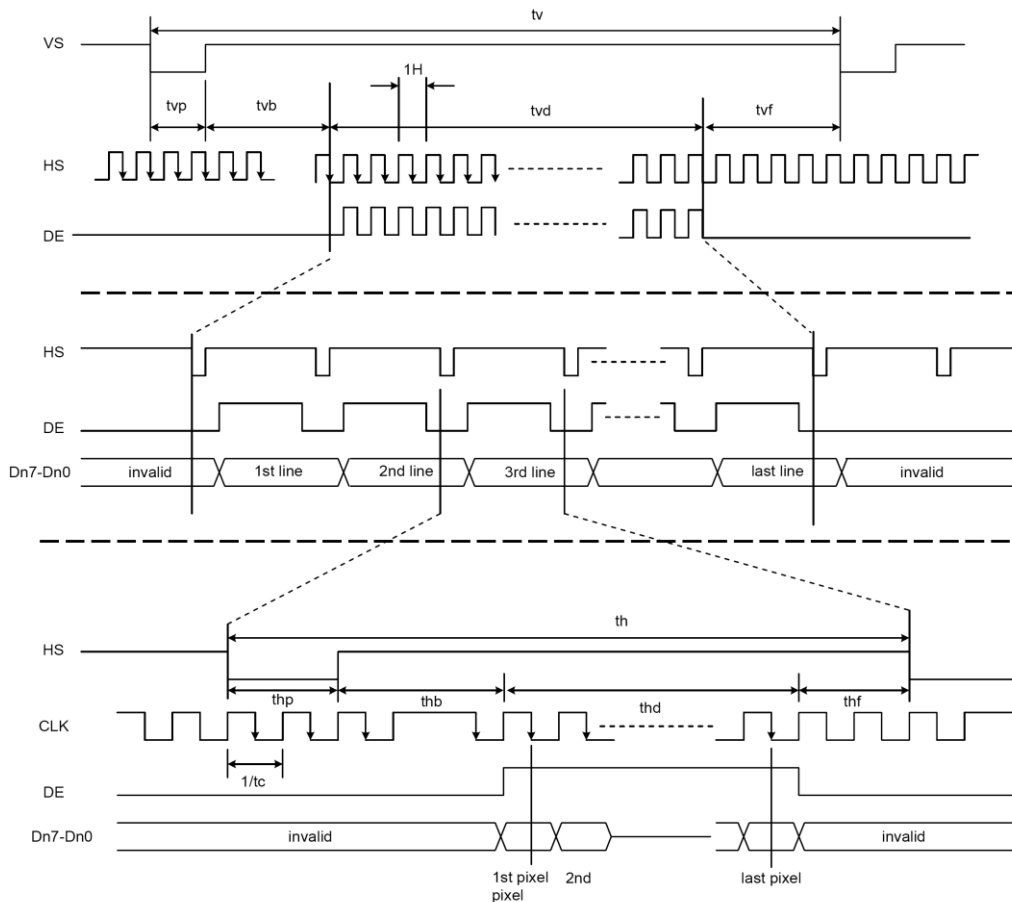 tv
VS
1H
tvp tvb tvd tvf
HS
DE
HS
DE
Dn7-Dn0 invalid 1st line 2nd line 3rd line last line invalid
th
HS
thp thb thd thf
CLK
1/tc
DE
Dn7-Dn0 invalid invalid
1st pixel 2nd last pixel
pixel